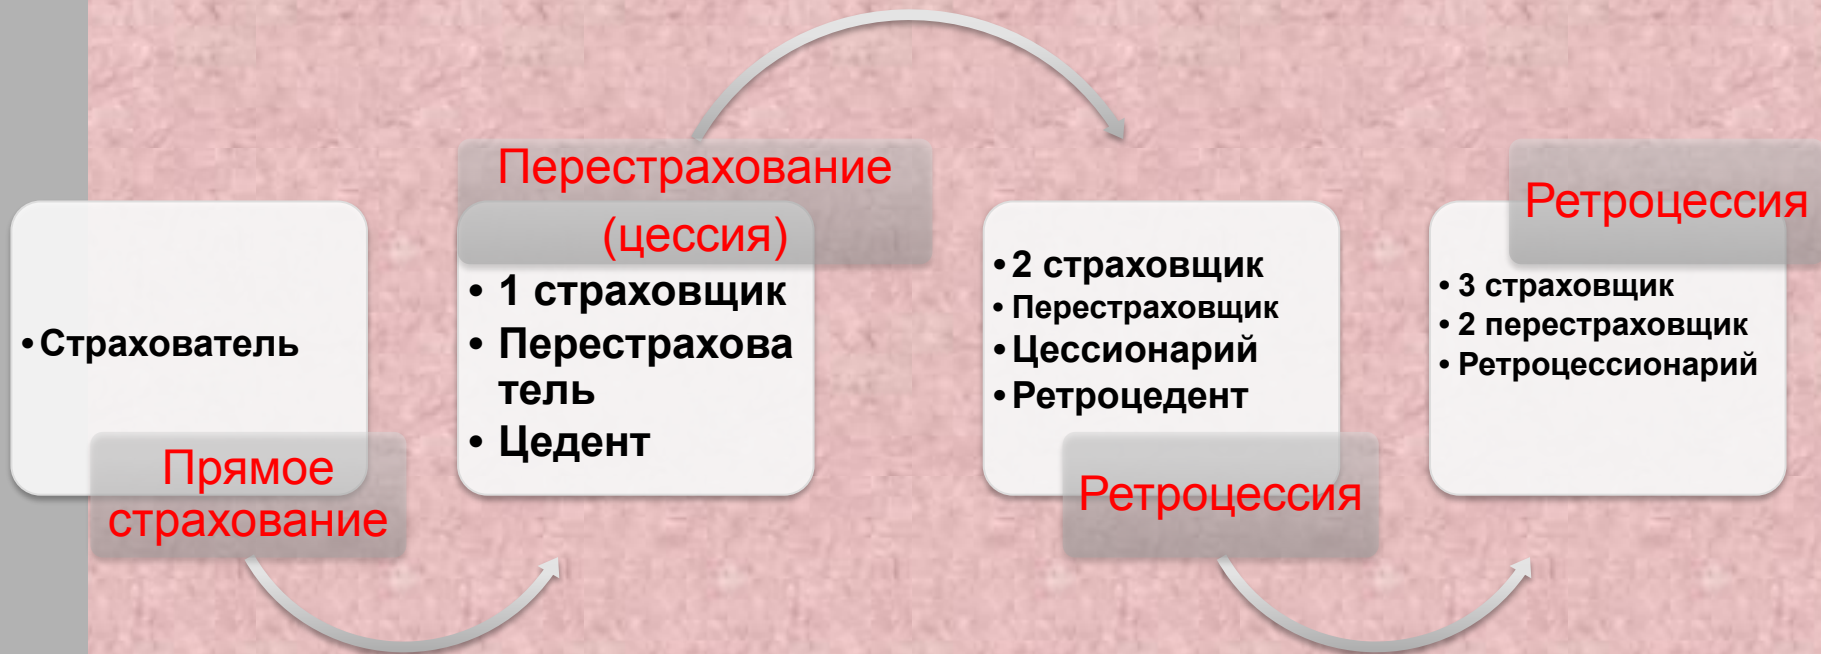 • Страхователь
Прямое
страхование
Перестрахование
(цессия)
• 1 страховщик
• Перестрахова
тель
• Цедент
• 2 страховщик
• Перестраховщик
• Цессионарий
• Ретроцедент
Ретроцессия
Ретроцессия
• 3 страховщик
• 2 перестраховщик
• Ретроцессионарий